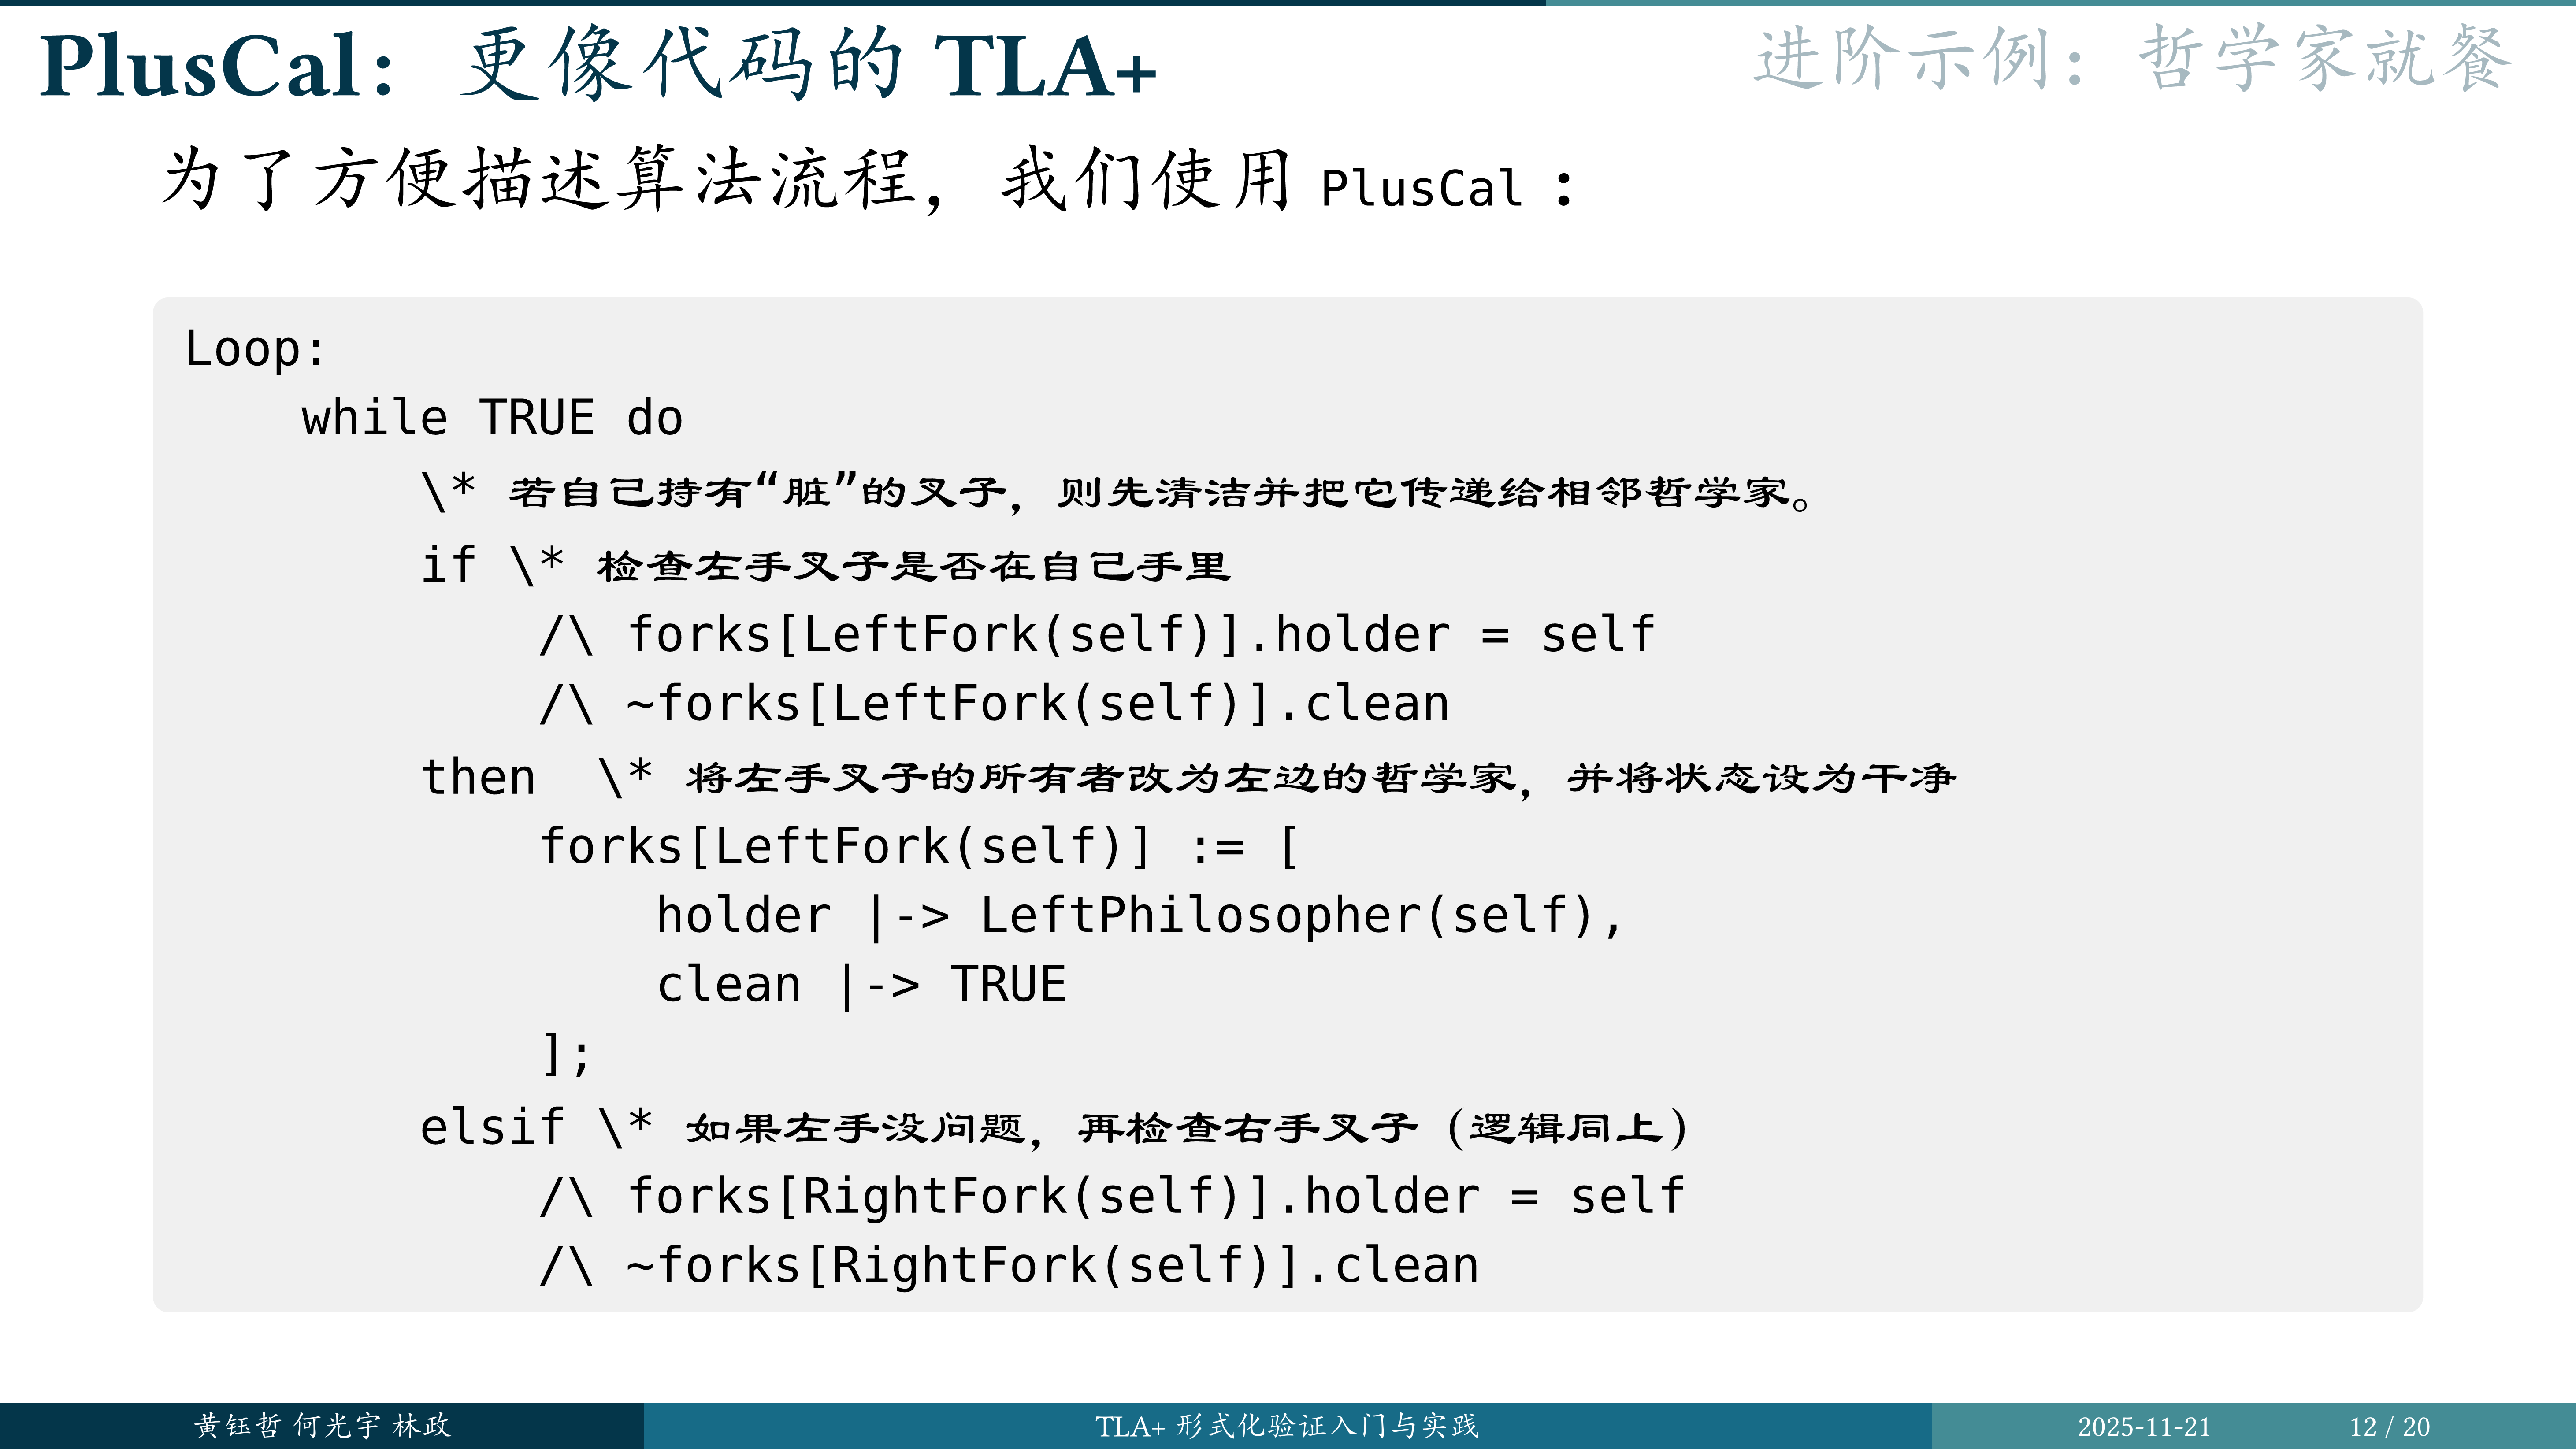 PlusCal：更像代码的 TLA+
进阶示例：哲学家就餐
为了方便描述算法流程，我们使用 PlusCal：
Loop:
    while TRUE do
        \* 若自己持有“脏”的叉子，则先清洁并把它传递给相邻哲学家。
        if \* 检查左手叉子是否在自己手里
            /\ forks[LeftFork(self)].holder = self
            /\ ~forks[LeftFork(self)].clean
        then  \* 将左手叉子的所有者改为左边的哲学家，并将状态设为干净
            forks[LeftFork(self)] := [
                holder |-> LeftPhilosopher(self),
                clean |-> TRUE
            ];
        elsif \* 如果左手没问题，再检查右手叉子（逻辑同上）
            /\ forks[RightFork(self)].holder = self
            /\ ~forks[RightFork(self)].clean
黄钰哲 何光宇 林政
TLA+ 形式化验证入门与实践
2025-11-21
12 / 20